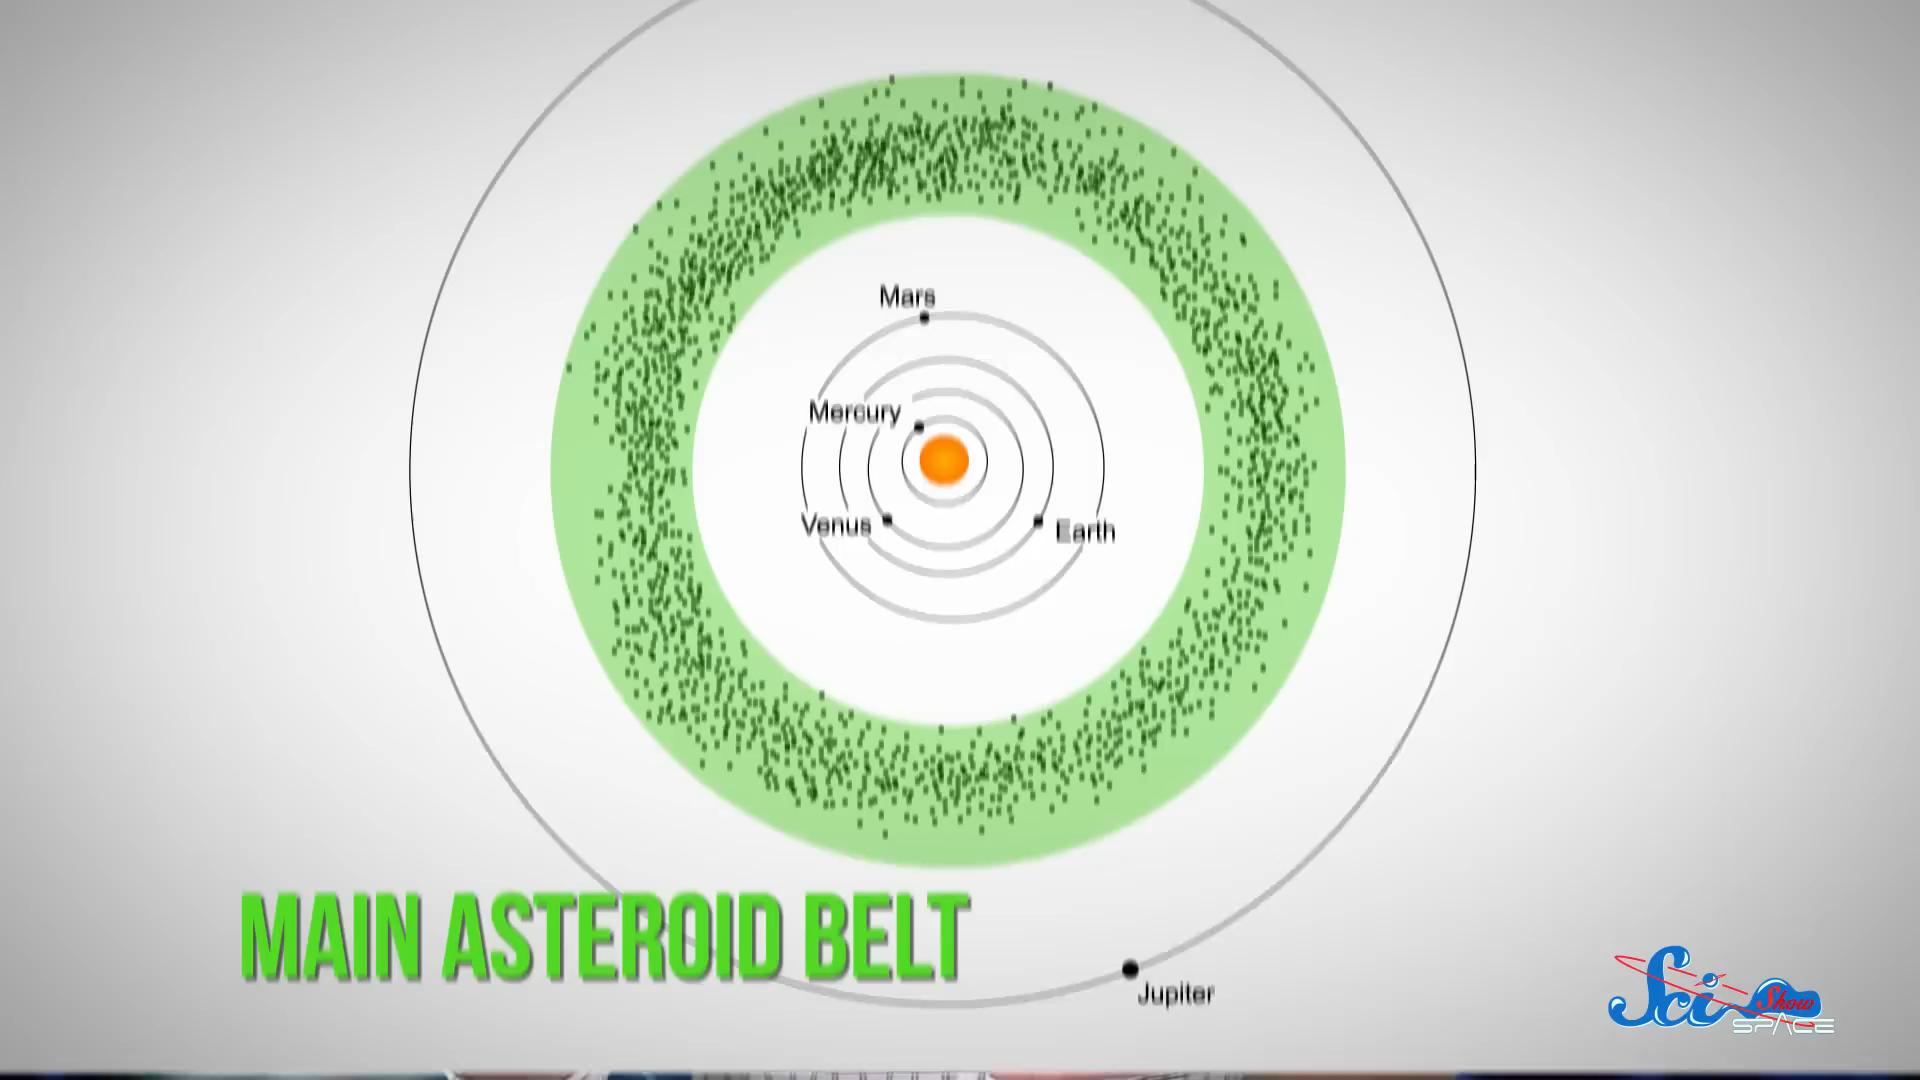 Mars
Mercury
Venus
Earth
MAIN ASTEROID BELT
Jupiter
Sci
Show
SPACE